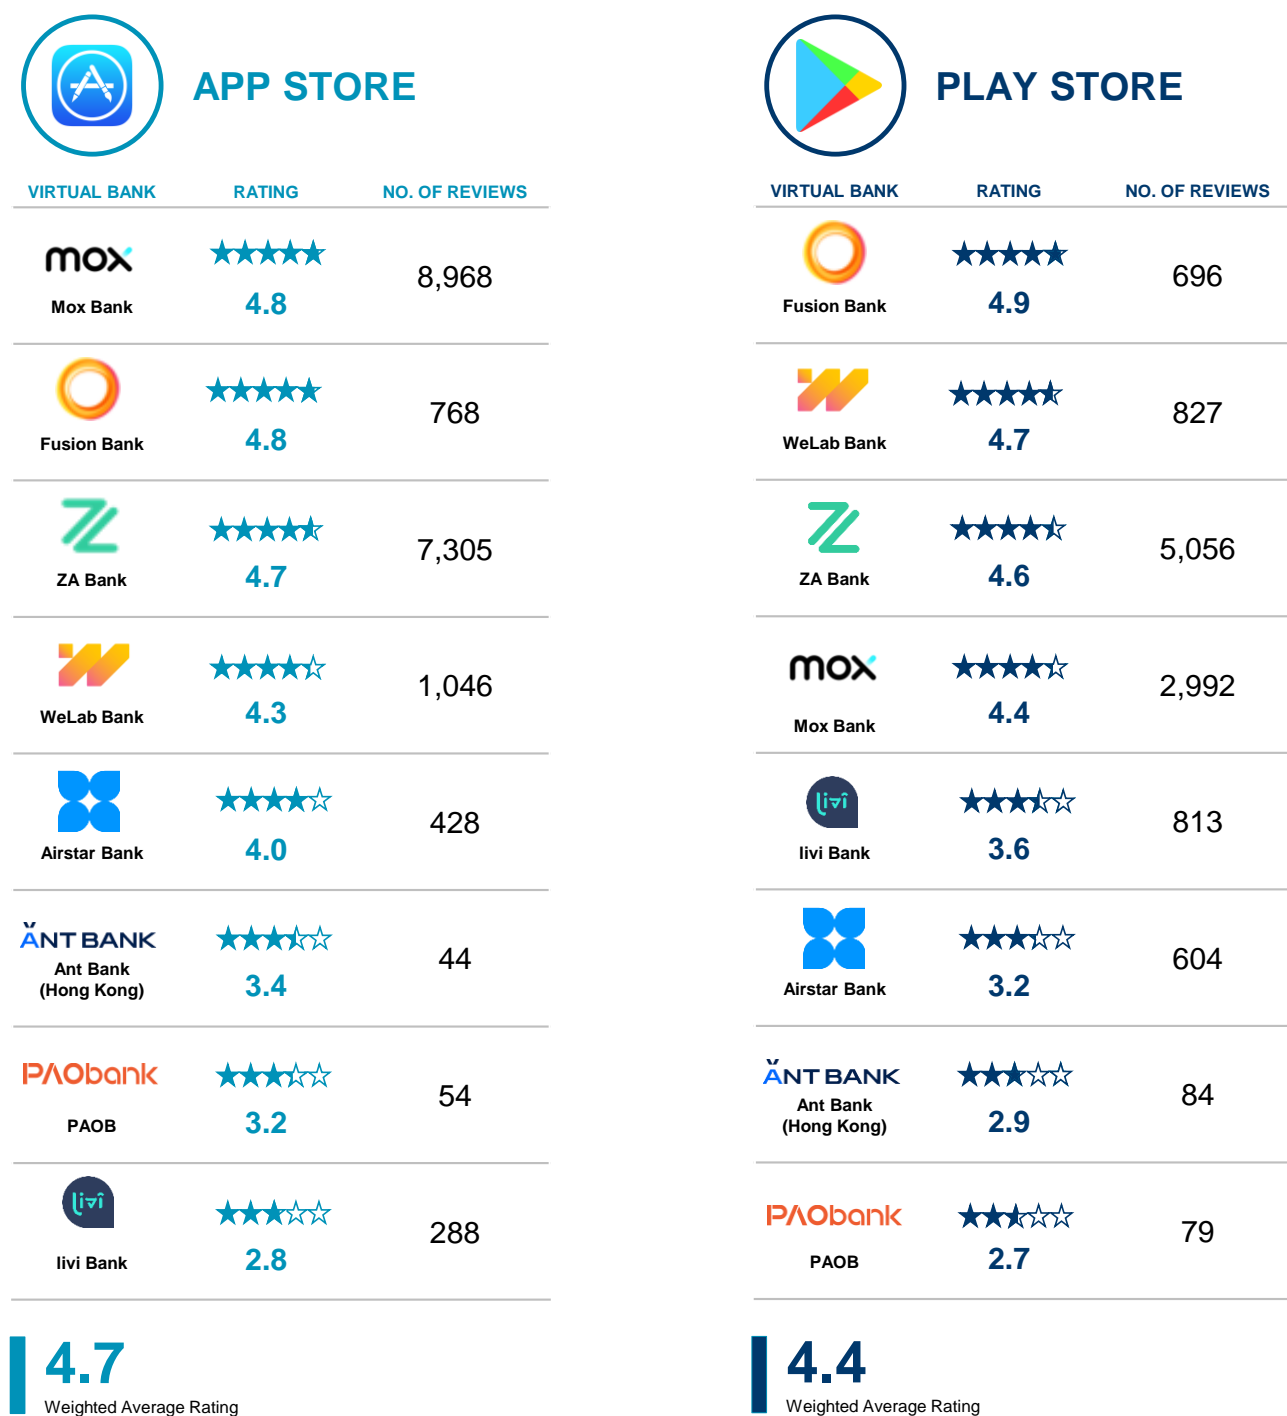 APP STORE
VIRTUAL BANK RATING NO. OF REVIEWS
mox
Mox Bank
4.8
8,968
Fusion Bank
4.8
768
ZA Bank
4.7
7,305
WeLab Bank
4.3
1,046
Airstar Bank
4.0
428
ANT BANK
Ant Bank
(Hong Kong)
3.4
44
PAObank
PAOB
3.2
54
livi
livi Bank
2.8
288
4.7
Weighted Average Rating
PLAY STORE
VIRTUAL BANK RATING NO. OF REVIEWS
Fusion Bank
4.9
696
WeLab Bank
4.7
827
ZA Bank
4.6
5,056
mox
Mox Bank
4.4
2,992
livi
livi Bank
3.6
813
Airstar Bank
3.2
604
ANT BANK
Ant Bank
(Hong Kong)
2.9
84
PAObank
PAOB
2.7
79
4.4
Weighted Average Rating